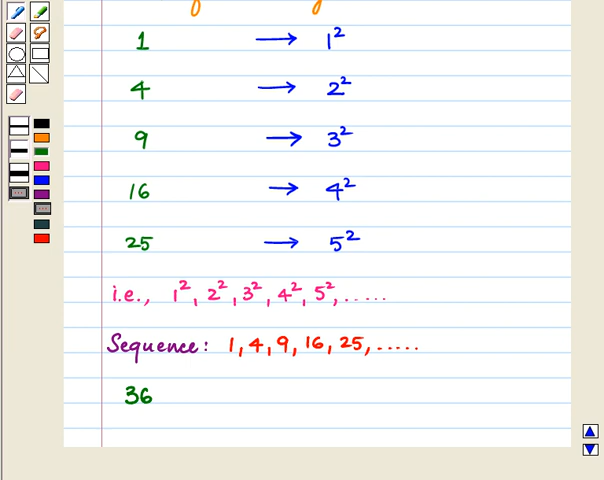 1 → 1²
4 → 2²
9 → 3²
16 → 4²
25 → 5²
i.e., 1², 2², 3², 4², 5², .....
Sequence: 1, 4, 9, 16, 25, .....
36